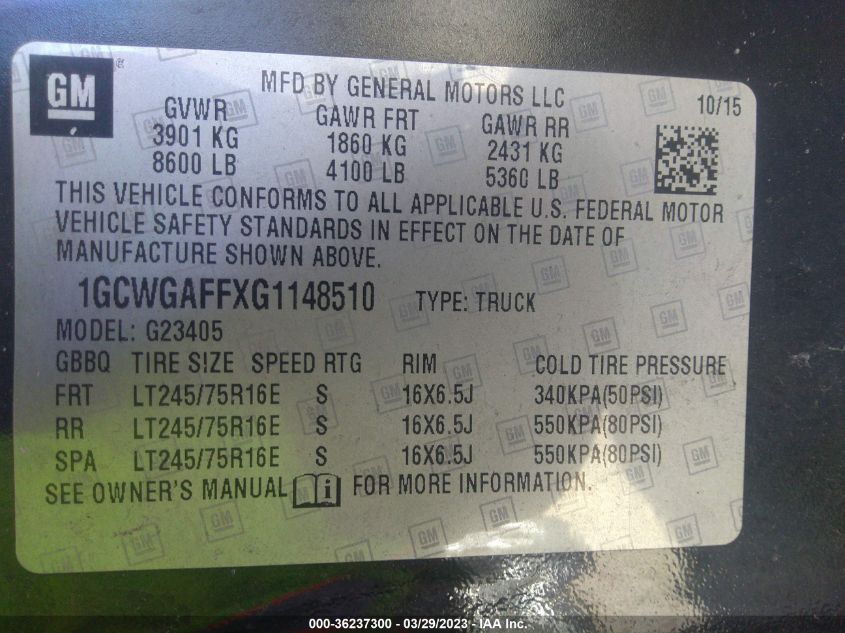 GM ®
MFD BY GENERAL MOTORS LLC
10/15
GVWR GAWR FRT GAWR RR
3901 KG 1860 KG 2431 KG
8600 LB 4100 LB 5360 LB
THIS VEHICLE CONFORMS TO ALL APPLICABLE U.S. FEDERAL MOTOR
VEHICLE SAFETY STANDARDS IN EFFECT ON THE DATE OF
MANUFACTURE SHOWN ABOVE.
1GCWGAFFXG1148510 TYPE: TRUCK
MODEL: G23405
GBBQ TIRE SIZE SPEED RTG RIM COLD TIRE PRESSURE
FRT LT245/75R16E S 16X6.5J 340KPA(50PSI)
RR LT245/75R16E S 16X6.5J 550KPA(80PSI)
SPA LT245/75R16E S 16X6.5J 550KPA(80PSI)
SEE OWNER'S MANUAL i FOR MORE INFORMATION.
000-36237300 / 03/29/2023 — IAA Inc.